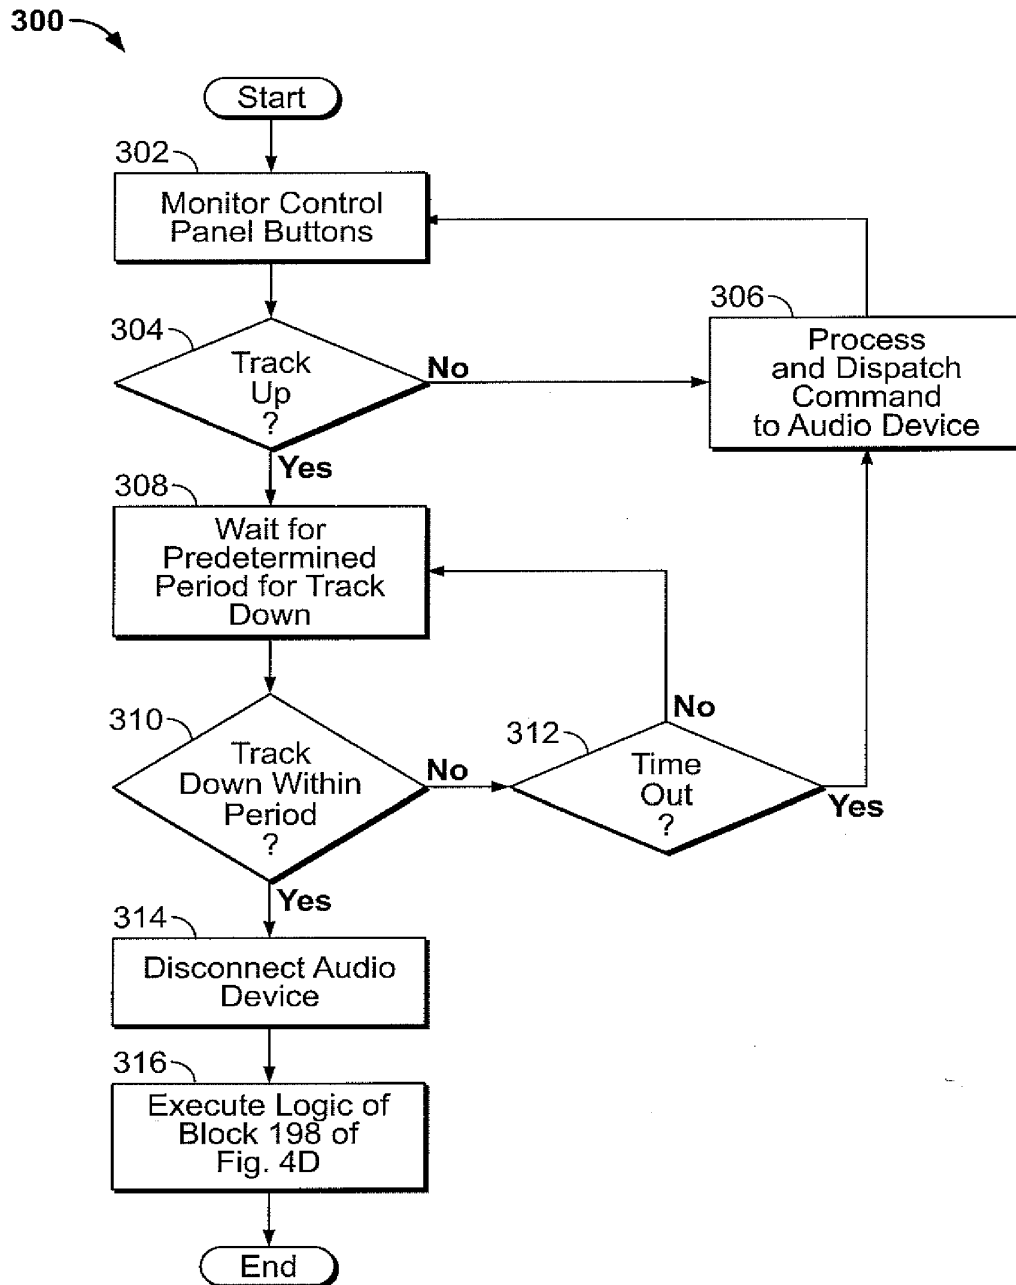 300
Start
302
Monitor Control
Panel Buttons
304
Track
Up
?
No
Yes
306
Process
and Dispatch
Command
to Audio Device
308
Wait for
Predetermined
Period for Track
Down
310
Track
Down Within
Period
?
No
Yes
312
Time
Out
?
No
Yes
314
Disconnect Audio
Device
316
Execute Logic of
Block 198 of
Fig. 4D
End